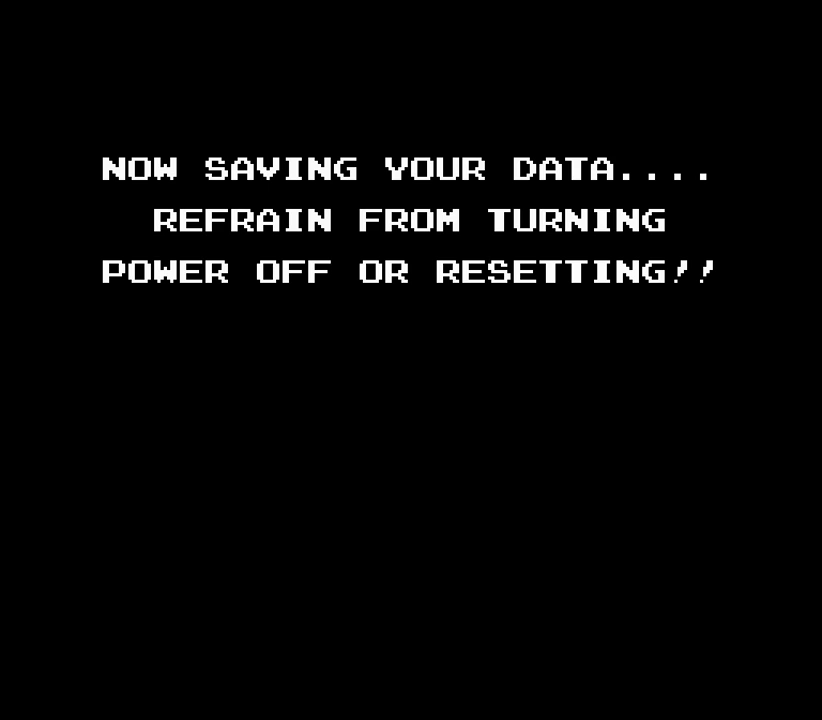 NOW SAVING YOUR DATA....
REFRAIN FROM TURNING
POWER OFF OR RESETTING!!